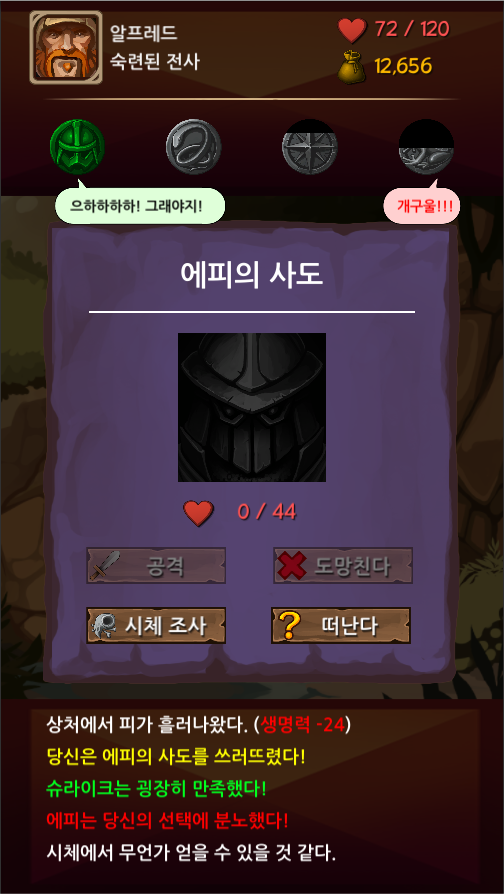 알프레드
72 / 120
숙련된 전사
12,656
으하하하하! 그래야지!
개구울!!!
에피의 사도
0 / 44
공격
도망친다
시체 조사
떠난다
상처에서 피가 흘러나왔다. (생명력 -24)
당신은 에피의 사도를 쓰러뜨렸다!
슈라이크는 굉장히 만족했다!
에피는 당신의 선택에 분노했다!
시체에서 무언가 얻을 수 있을 것 같다.